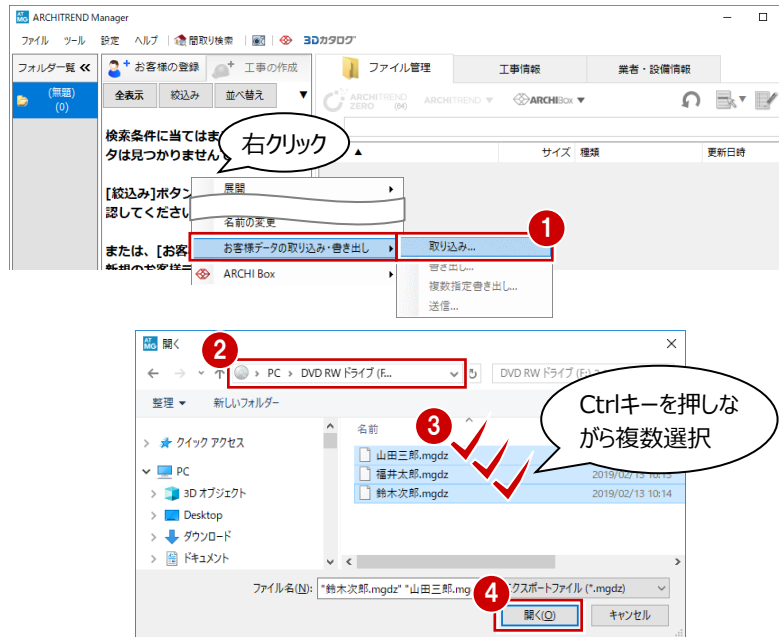 ARCHITREND Manager
ファイル ツール 設定 ヘルプ 間取り検索 3Dカタログ
フォルダ一覧 お客様の登録 工事の作成 ファイル管理 工事情報 業者・設備情報
(無題)
(0)
全表示 絞込み 並べ替え ▼
ARCHITREND ZERO (64) ARCHITREND ▼ ARCHIBox ▼
検索条件に当てはま
タは見つかりませんで
右クリック
サイズ 種類 更新日時
[絞込み]ボタン
認してください
または、[お客
新規のお客様デ
展開
名前の変更
お客様データの取り込み・書き出し
ARCHI Box
1
取り込み...
書き出し...
複数指定書き出し...
送信...
開く
2
PC › DVD RW ドライブ (F...
DVD RW ドライブ (F:)
整理 ▼ 新しいフォルダー
Ctrlキーを押しな
がら複数選択
3
名前
クイック アクセス
PC
3D オブジェクト
Desktop
ダウンロード
ドキュメント
山田三郎.mgdz
福井太郎.mgdz
2019/02/13 10:13
鈴木次郎.mgdz
2019/02/13 10:14
ファイル名(N): "鈴木次郎.mgdz" "山田三郎.mg
クスポートファイル (*.mgdz)
4
開く(O) キャンセル